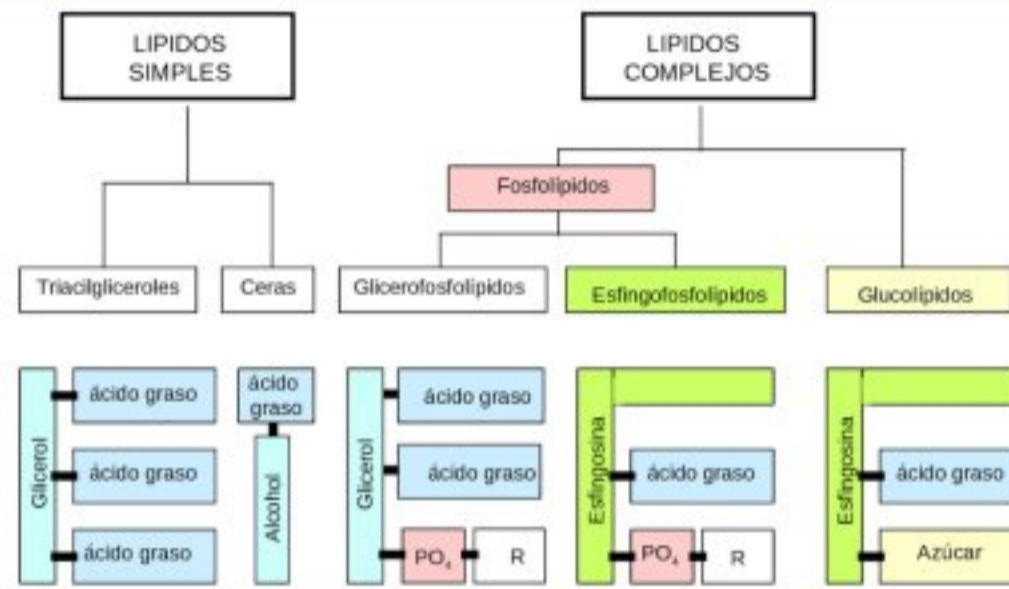 LIPIDOS
SIMPLES
LIPIDOS
COMPLEJOS
Fosfolípidos
Triacilgliceroles
Ceras
Glicerofosfolípidos
Esfingofosfolípidos
Glucolípidos
Glicerol
ácido graso
ácido graso
ácido graso
ácido
graso
Alcohol
Glicerol
ácido graso
ácido graso
PO4
R
Esfingosina
ácido graso
PO4
R
Esfingosina
ácido graso
Azúcar